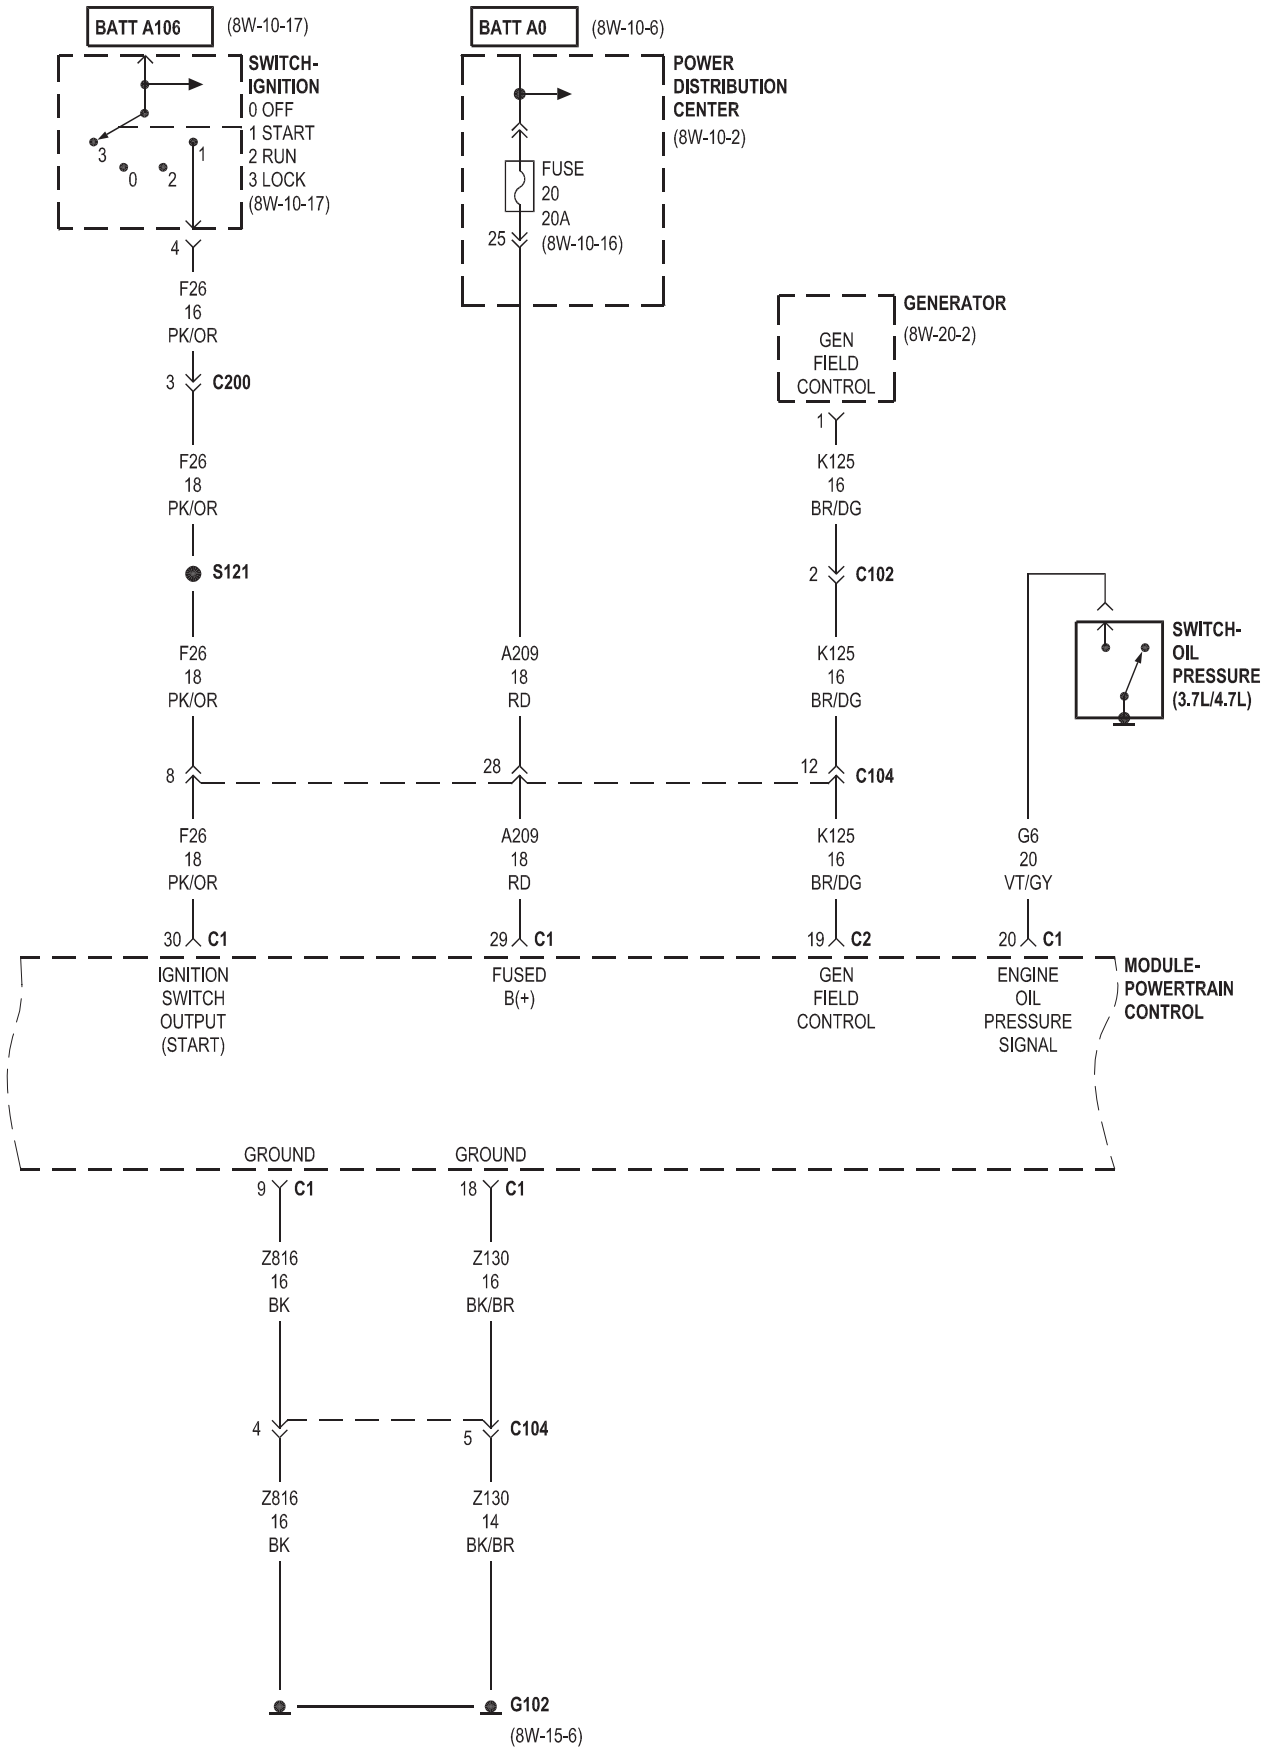 BATT A106
(8W-10-17)
BATT A0
(8W-10-6)
SWITCH-
IGNITION
0 OFF
1 START
2 RUN
3 LOCK
(8W-10-17)
3
0
2
1
POWER
DISTRIBUTION
CENTER
(8W-10-2)
FUSE
20
20A
(8W-10-16)
25
4
F26
16
PK/OR
3
C200
F26
18
PK/OR
S121
F26
18
PK/OR
GENERATOR
(8W-20-2)
GEN
FIELD
CONTROL
1
K125
16
BR/DG
2
C102
K125
16
BR/DG
A209
18
RD
SWITCH-
OIL
PRESSURE
(3.7L/4.7L)
8
28
12
C104
F26
18
PK/OR
A209
18
RD
K125
16
BR/DG
G6
20
VT/GY
30
C1
29
C1
19
C2
20
C1
IGNITION
SWITCH
OUTPUT
(START)
FUSED
B(+)
GEN
FIELD
CONTROL
ENGINE
OIL
PRESSURE
SIGNAL
MODULE-
POWERTRAIN
CONTROL
GROUND
GROUND
9
C1
18
C1
Z816
16
BK
Z130
16
BK/BR
4
5
C104
Z816
16
BK
Z130
14
BK/BR
G102
(8W-15-6)